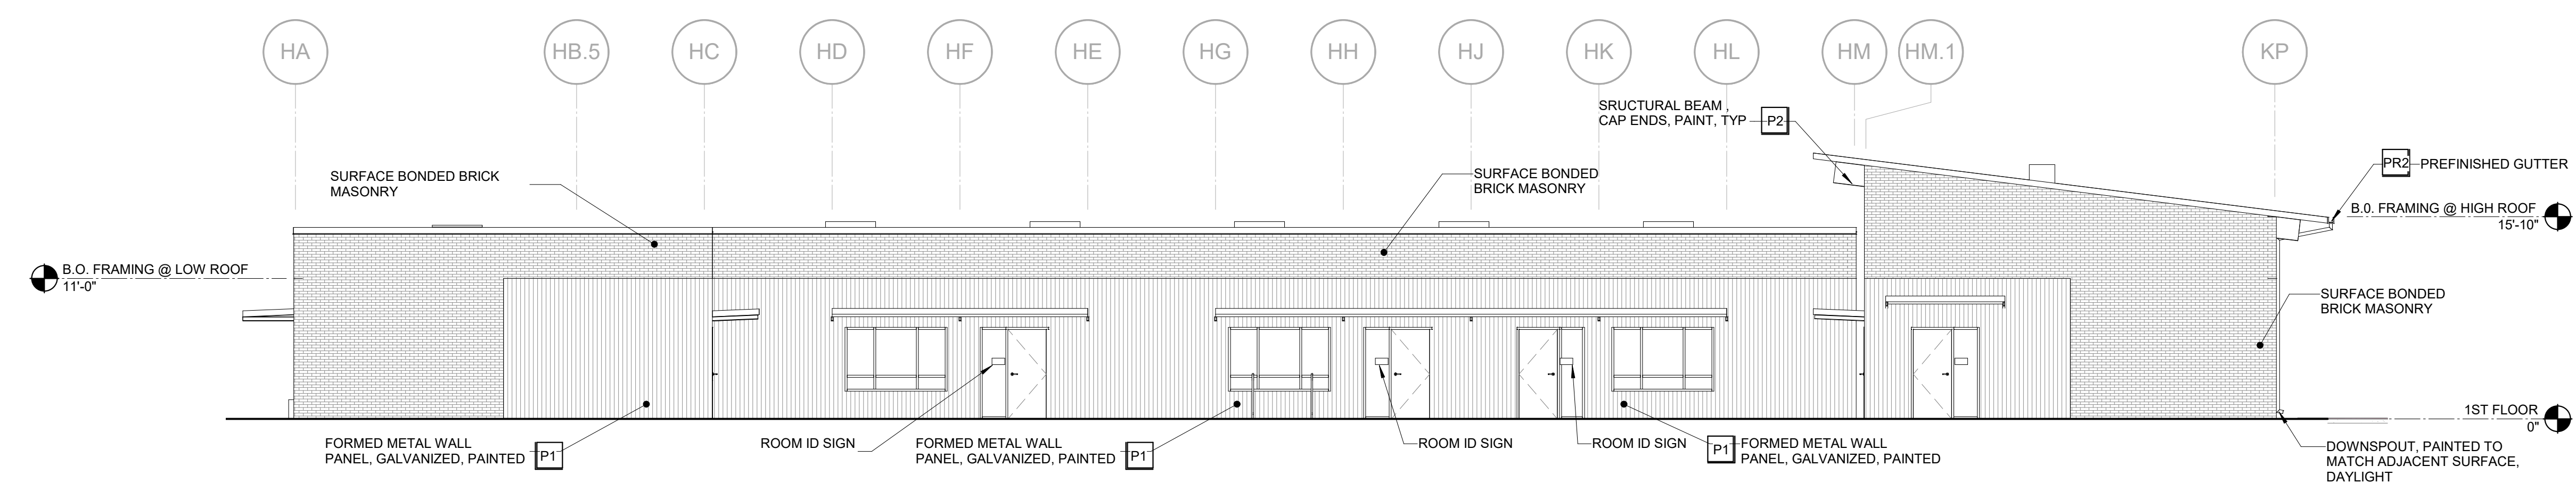 HA
HB.5
HC
HD
HF
HE
HG
HH
HJ
HK
HL
HM
HM.1
KP
SRUCTURAL BEAM ,
CAP ENDS, PAINT, TYP
P2
PR2
PREFINISHED GUTTER
SURFACE BONDED BRICK
MASONRY
SURFACE BONDED
BRICK MASONRY
B.0. FRAMING @ HIGH ROOF
15'-10"
B.O. FRAMING @ LOW ROOF
11'-0"
SURFACE BONDED
BRICK MASONRY
1ST FLOOR
0"
FORMED METAL WALL
PANEL, GALVANIZED, PAINTED
P1
ROOM ID SIGN
FORMED METAL WALL
PANEL, GALVANIZED, PAINTED
P1
ROOM ID SIGN
ROOM ID SIGN
P1
FORMED METAL WALL
PANEL, GALVANIZED, PAINTED
DOWNSPOUT, PAINTED TO
MATCH ADJACENT SURFACE,
DAYLIGHT